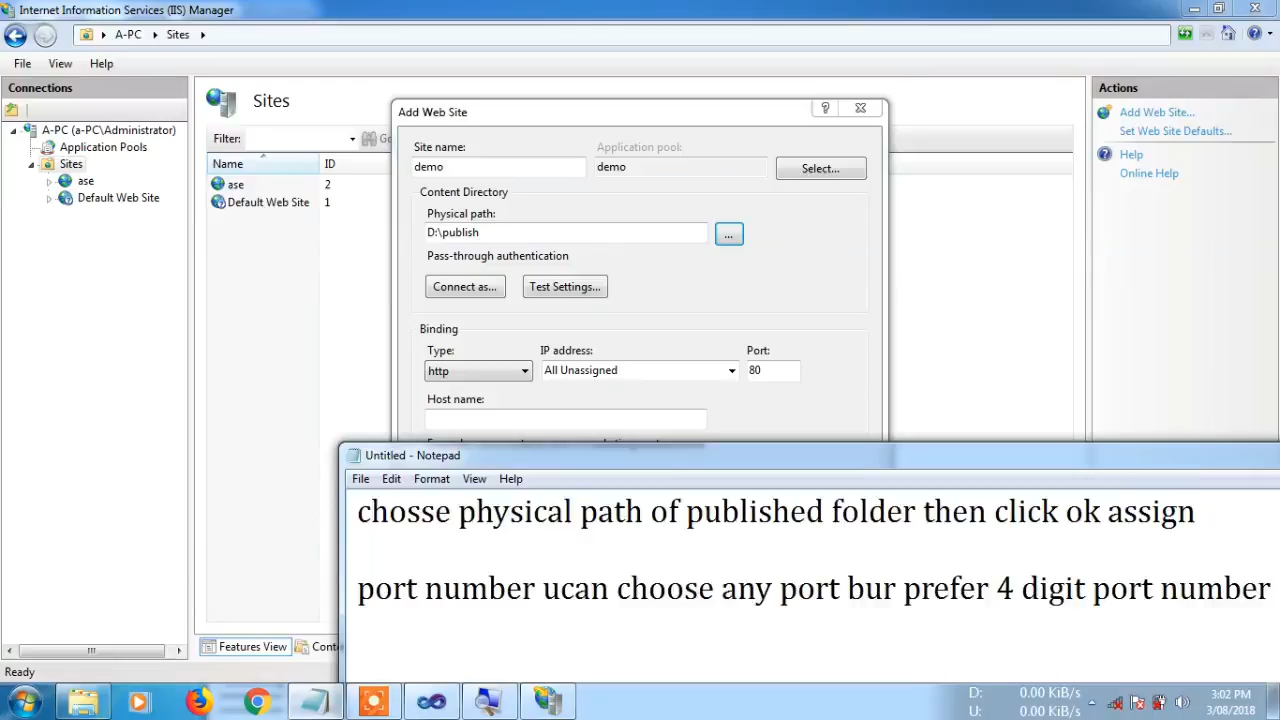 Internet Information Services (IIS) Manager
A-PC
Sites
File View Help
Connections
A-PC (a-PC\Administrator)
Application Pools
Sites
ase
Default Web Site
Ready
Sites
Filter:
Name ID
ase 2
Default Web Site 1
Features View
Add Web Site
Site name:
demo
Application pool:
demo
Select...
Content Directory
Physical path:
D:\publish
...
Pass-through authentication
Connect as...
Test Settings...
Binding
Type: IP address: Port:
http All Unassigned 80
Host name:
Actions
Add Web Site...
Set Web Site Defaults...
Help
Online Help
Untitled - Notepad
File Edit Format View Help
chosse physical path of published folder then click ok assign
port number ucan choose any port bur prefer 4 digit port number
D: 0.00 KiB/s
U: 0.00 KiB/s
3:02 PM
3/08/2018